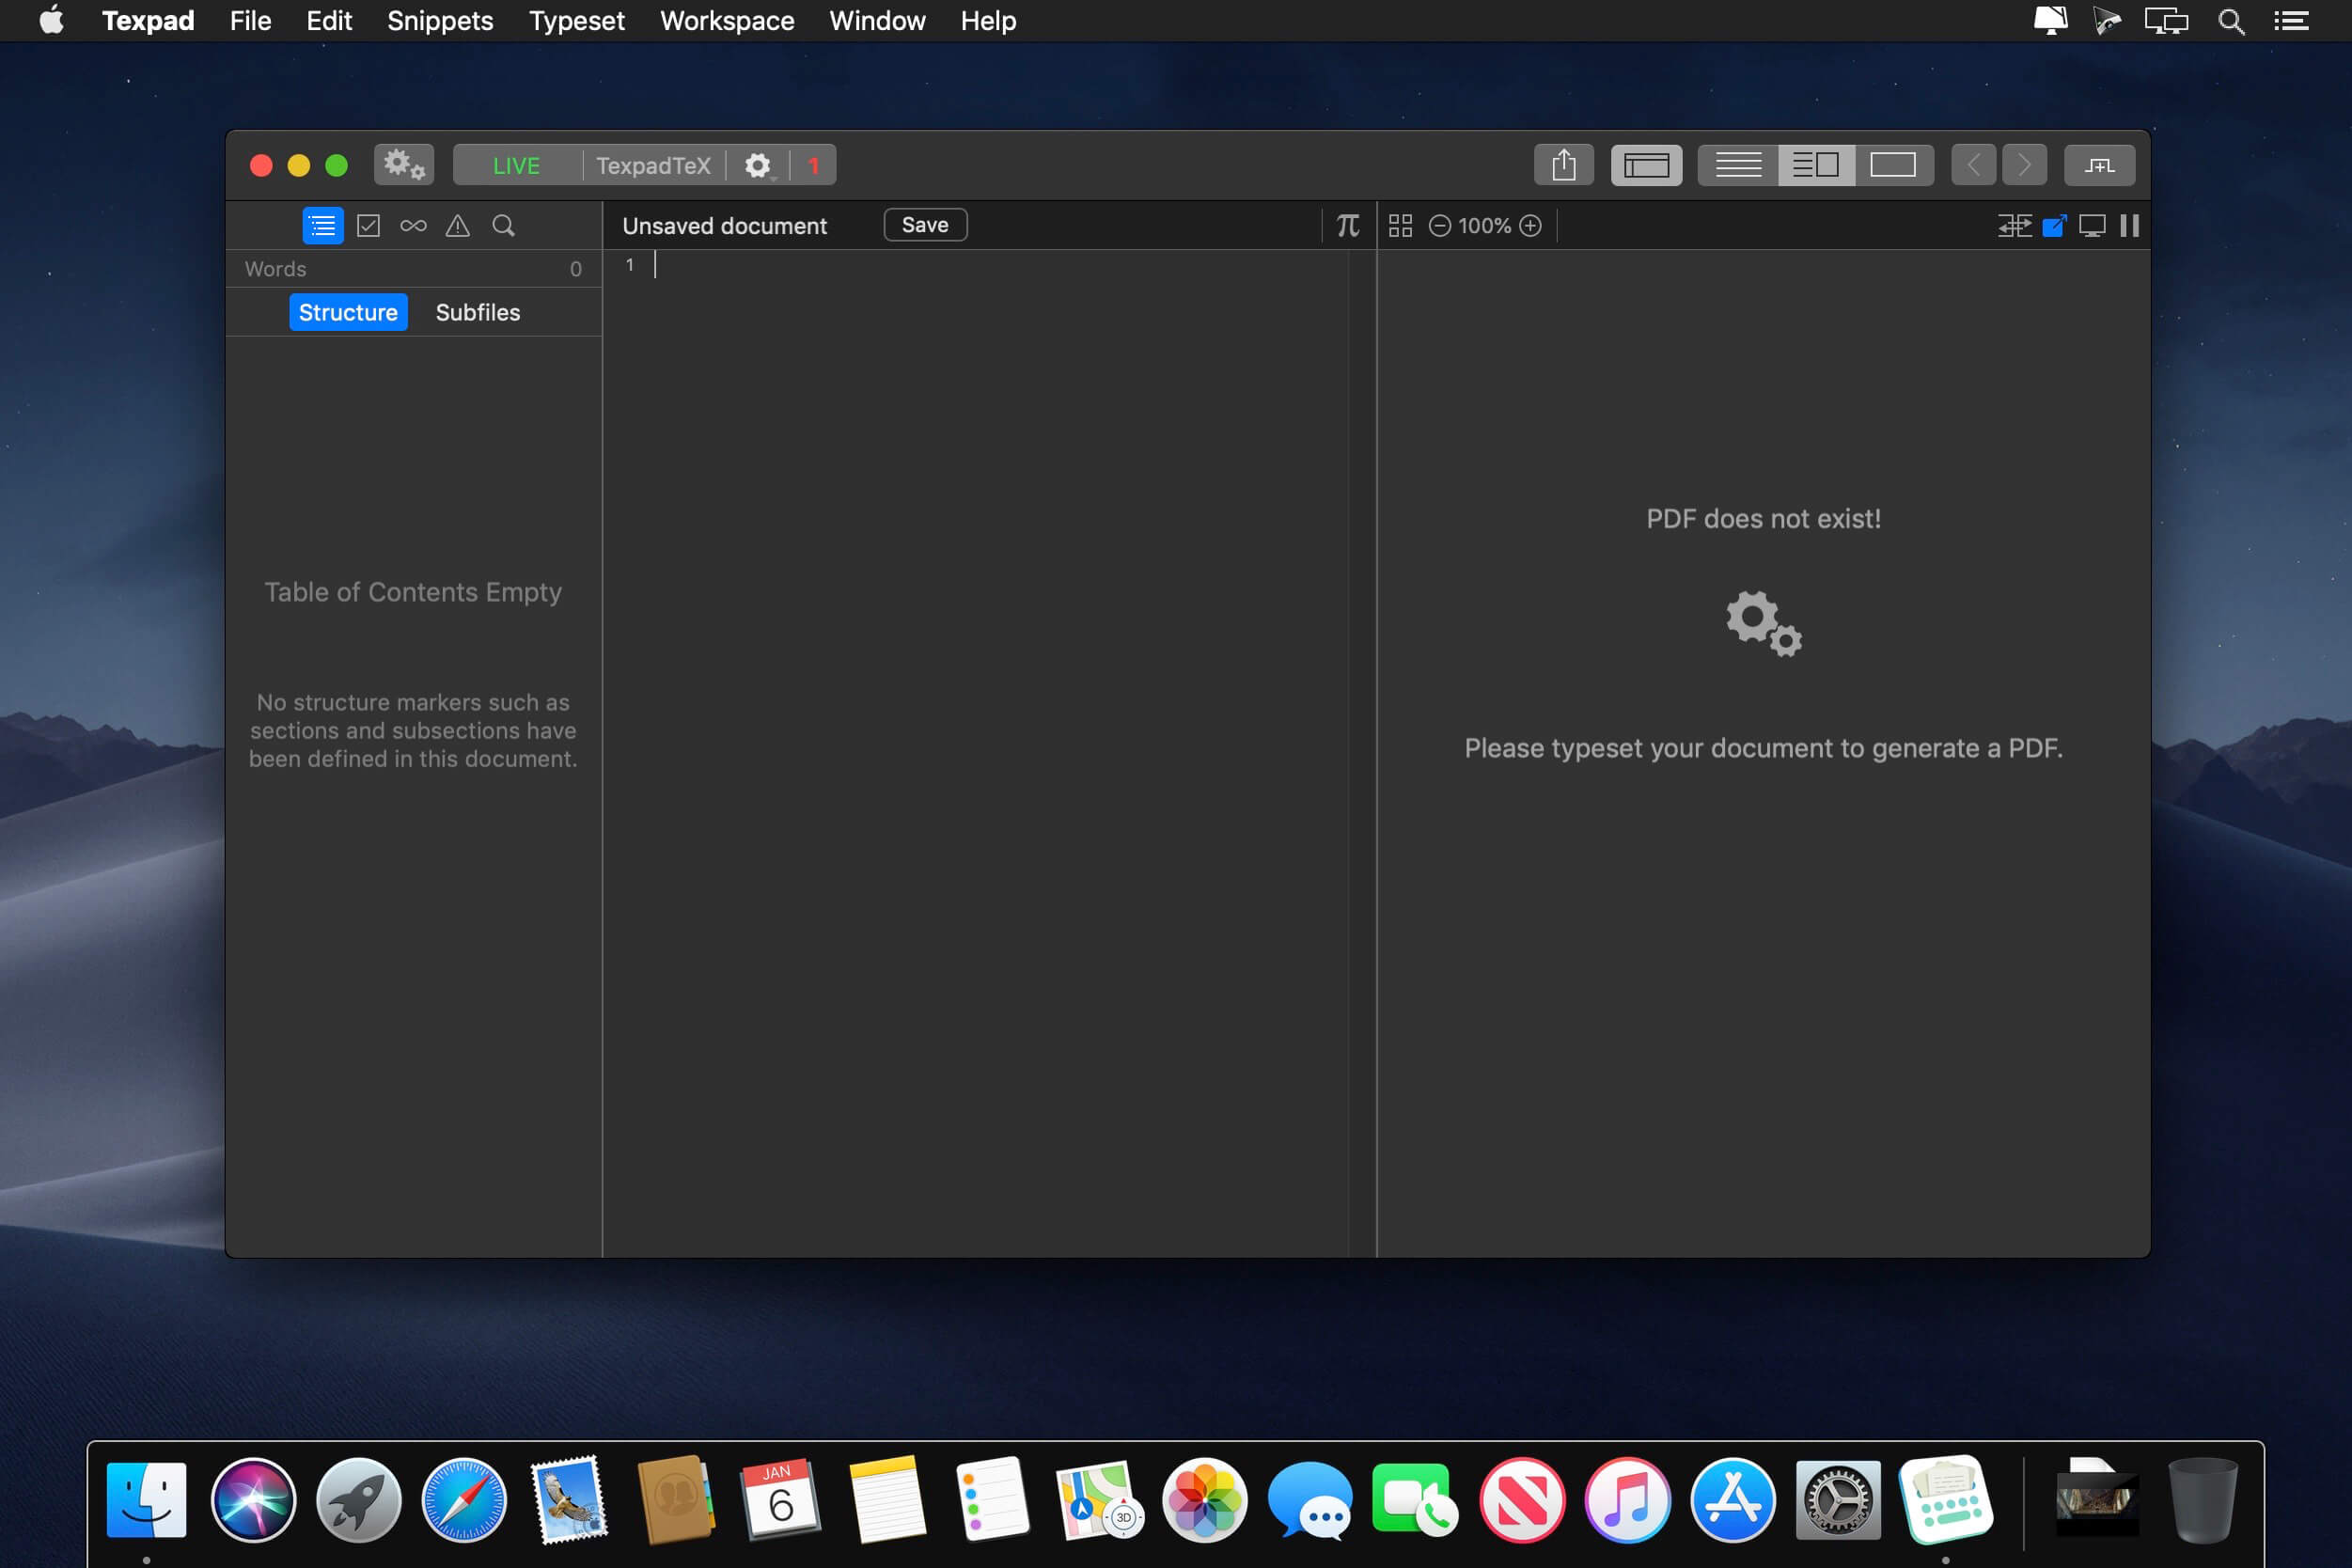 Texpad File Edit Snippets Typeset Workspace Window Help
LIVE TexpadTeX 1
Unsaved document Save π 100%
Words 0
1
Structure Subfiles
Table of Contents Empty
No structure markers such as
sections and subsections have
been defined in this document.
PDF does not exist!
Please typeset your document to generate a PDF.
JAN
6
3D